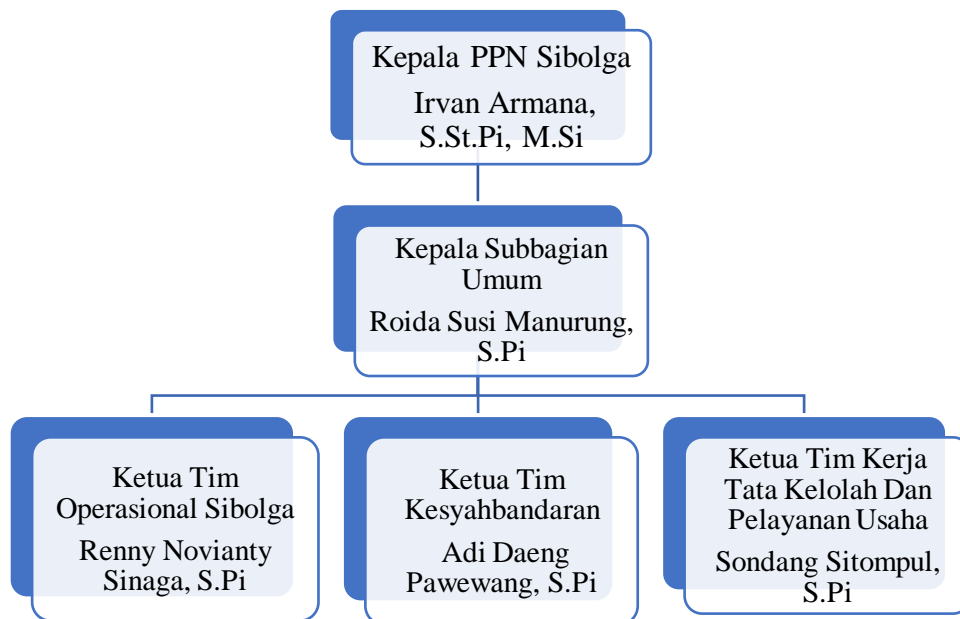 Kepala PPN Sibolga
Irvan Armana,
S.St.Pi, M.Si
Kepala Subbagian
Umum
Roida Susi Manurung,
S.Pi
Ketua Tim
Operasional Sibolga
Renny Novianty
Sinaga, S.Pi
Ketua Tim
Kesyahbandaran
Adi Daeng
Pawewang, S.Pi
Ketua Tim Kerja
Tata Kelolah Dan
Pelayanan Usaha
Sondang Sitompul,
S.Pi